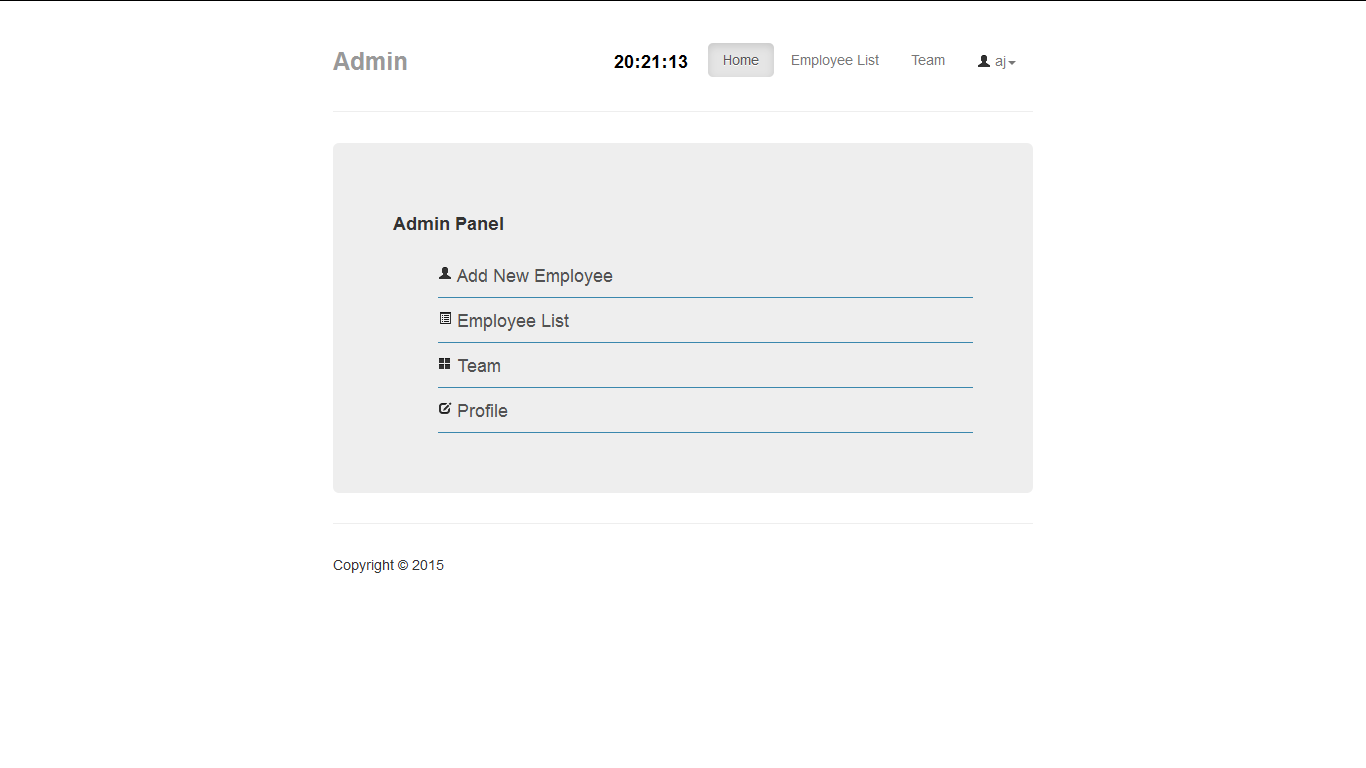 Admin 20:21:13 Home Employee List Team aj
Admin Panel
Add New Employee
Employee List
Team
Profile
Copyright © 2015